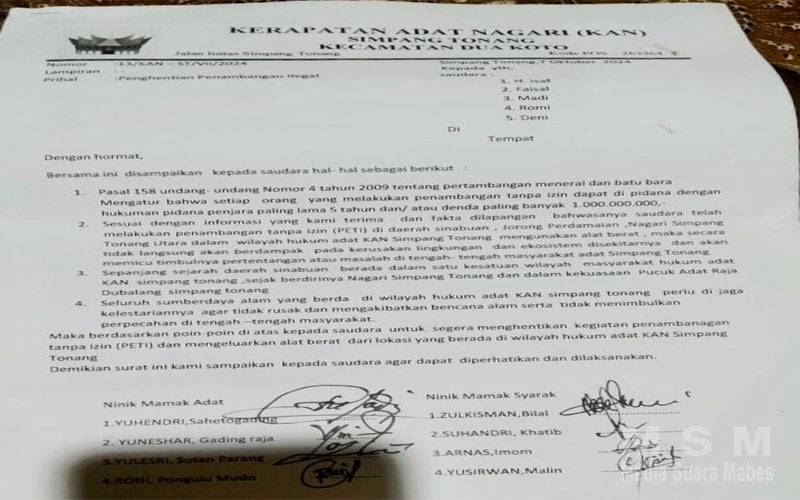 KERAPATAN ADAT NAGARI (KAN)
SIMPANG TONANG
KECAMATAN DUA KOTO
Jalan lintas Simpang Tonang Kode POS : 263364
Nomor : 13/KAN – ST/VII/2024 Simpang Tonang,7 Oktober 2024
Lampiran : - Kepada yth,
Prihal :Penghentian Penambangan Ilegal saudara :
1. H. Isaf
2. Faisal
3. Madi
4. Romi
5. Deni
Di
Tempat
Dengan hormat,
Bersama ini disampaikan kepada saudara hal- hal sebagai berikut :
1. Pasal 158 undang- undang Nomor 4 tahun 2009 tentang pertambangan meneral dan batu bara
Mengatur bahwa setiap orang yang melakukan penambangan tanpa izin dapat di pidana dengan
hukuman pidana penjara paling lama 5 tahun dan/ atau denda paling banyak 1.000.000.000,-
2. Sesuai dengan informasi yang kami terima dan fakta dilapangan bahwasanya saudara telah
melakukan penambangan tanpa izin (PETI) di daerah sinabuan , Jorong Perdamaian ,Nagari Simpang
Tonang Utara dalam wilayah hukum adat KAN Simpang Tonang mengunakan alat berat , maka secara
tidak langsung akan berdampak pada kerusakan lingkungan dan ekosistem disekitarnya dan akan
memicu timbulnya pertentangan atau masalah di tengah- tengah masyarakat adat Simpang Tonang
3. Sepanjang sejarah daerah sinabuan berada dalam satu kesatuan wilayah masyarakat hukum adat
KAN simpang tonang ,sejak berdirinya Nagari Simpang Tonang dan dalam kekuasaan Pucuk Adat Raja
Dubalang simpang tonang
4. Seluruh sumberdaya alam yang berda di wilayah hukum adat KAN simpang tonang perlu di jaga
kelestariannya agar tidak rusak dan mengakibatkan bencana alam serta tidak menimbulkan
perpecahan di tengah –tengah masyarakat.
Maka berdasarkan poin-poin di atas kepada saudara untuk segera menghentikan kegiatan penambanagan
tanpa izin (PETI) dan mengeluarkan alat berat dari lokasi yang berada di wilayah hukum adat KAN Simpang
Tonang
Demikian surat ini kami sampaikan kepada saudara agar dapat diperhatikan dan dilaksanakan.
Ninik Mamak Adat Ninik Mamak Syarak
1.YUHENDRI,Sahetogading 1.ZULKISMAN,Bilal
2. YUNESHAR, Gading raja 2.SUHANDRI, Khatib
3.YULESRI, Sutan Parang 3.ARNAS,Imom
4.RONI, Pongulu Mudo 4.YUSIRWAN,Malin
S M
Media Suara Mabes